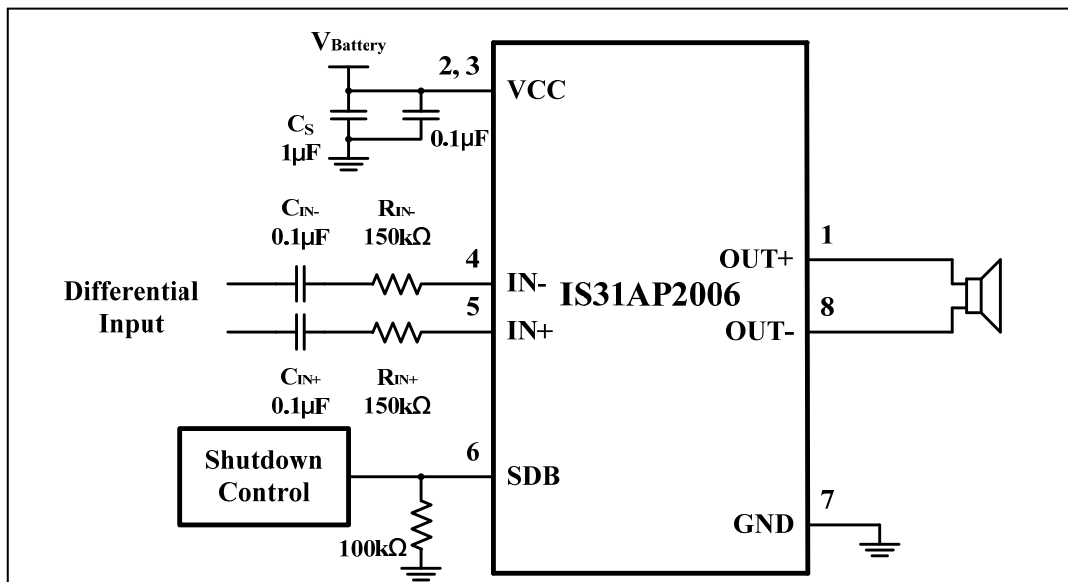 VBattery
2, 3
VCC
CS
1μF
0.1μF
CIN-
0.1μF
RIN-
150kΩ
4
IN-
Differential
Input
5
IN+
CIN+
0.1μF
RIN+
150kΩ
IS31AP2006
1
OUT+
8
OUT-
Shutdown
Control
6
SDB
100kΩ
7
GND